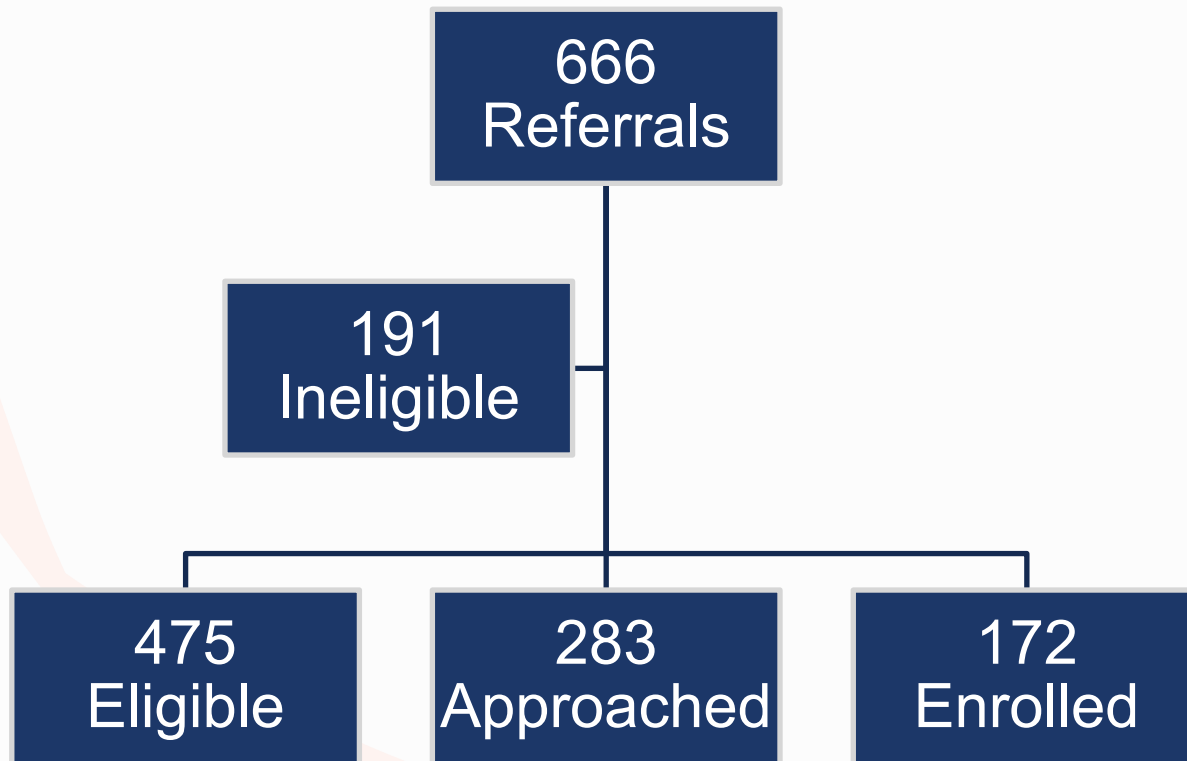 666
Referrals
191
Ineligible
475
Eligible
283
Approached
172
Enrolled